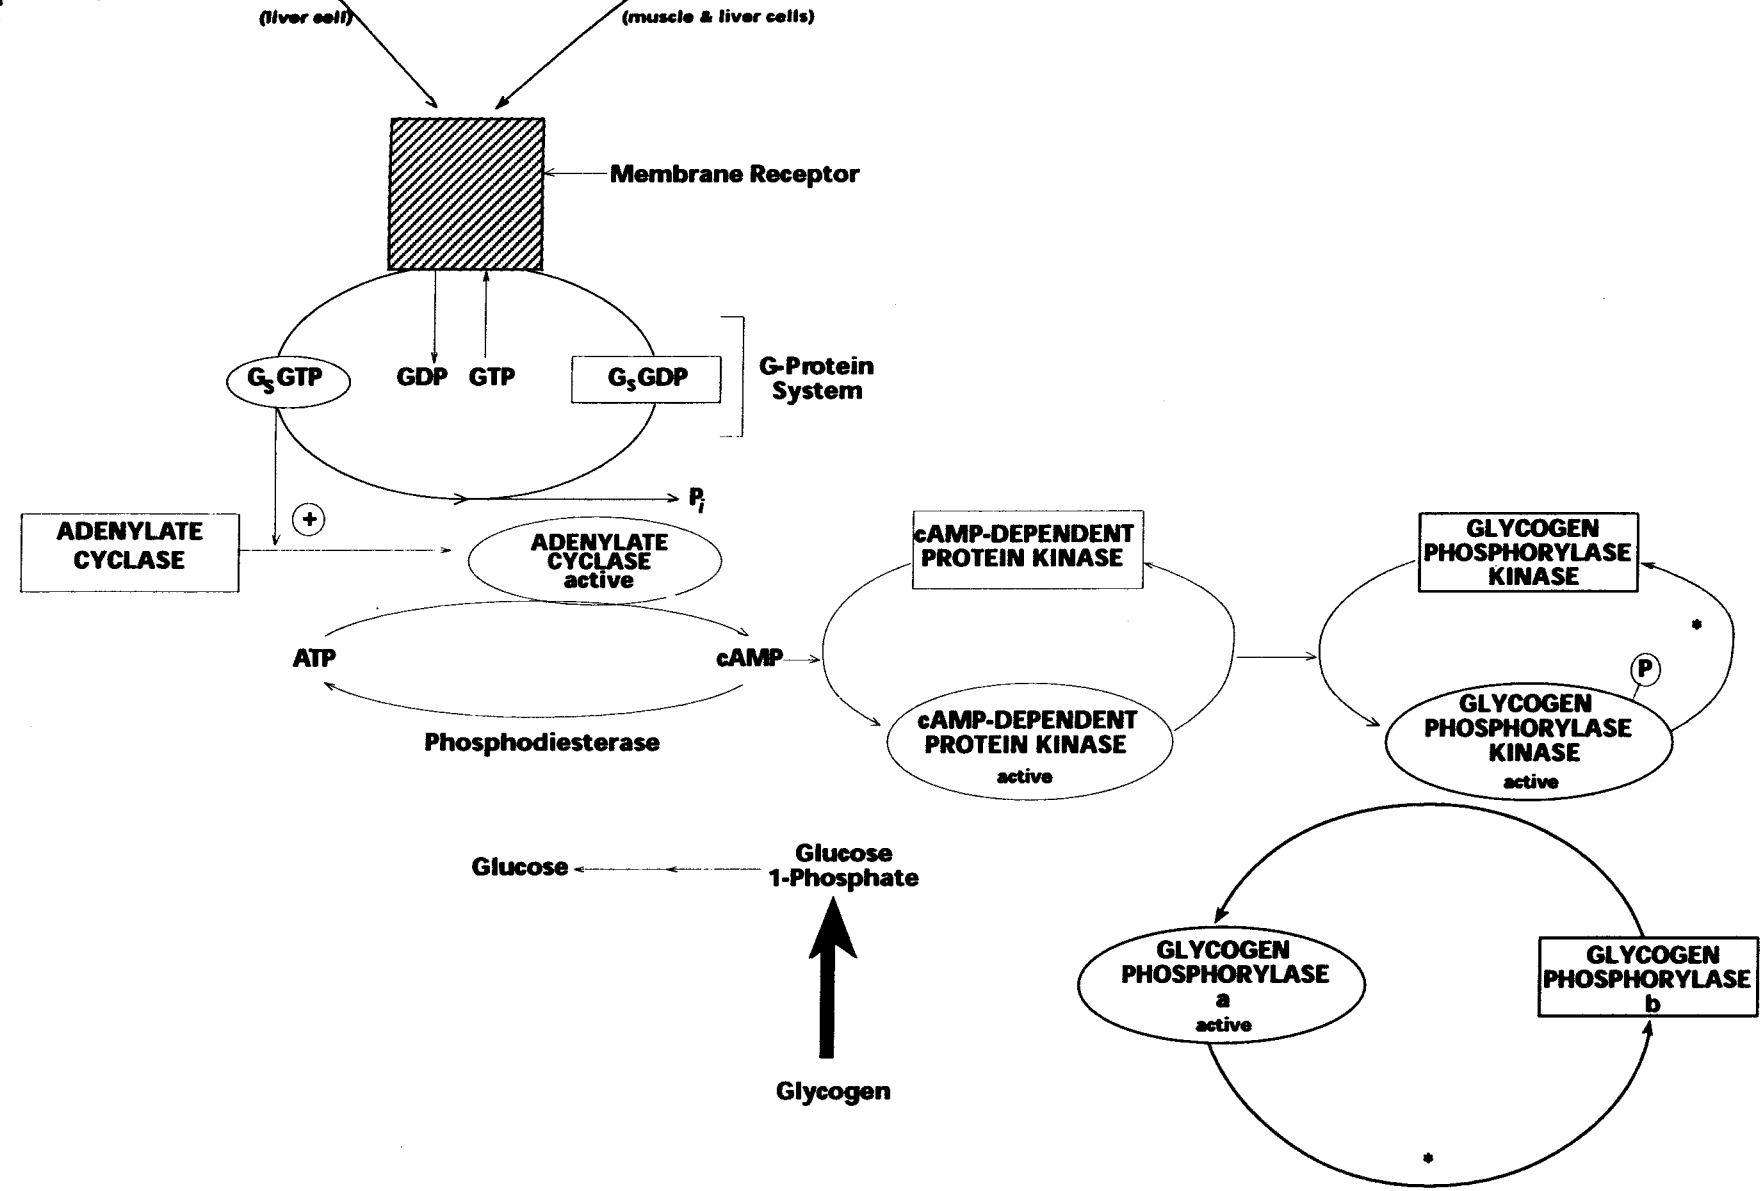 (liver cell)
(muscle & liver cells)
Membrane Receptor
GsGTP
GDP
GTP
GsGDP
G-Protein
System
Pi
+
ADENYLATE
CYCLASE
ADENYLATE
CYCLASE
active
ATP
cAMP
Phosphodiesterase
cAMP-DEPENDENT
PROTEIN KINASE
cAMP-DEPENDENT
PROTEIN KINASE
active
GLYCOGEN
PHOSPHORYLASE
KINASE
*
P
GLYCOGEN
PHOSPHORYLASE
KINASE
active
Glucose
Glucose
1-Phosphate
Glycogen
GLYCOGEN
PHOSPHORYLASE
a
active
GLYCOGEN
PHOSPHORYLASE
b
*